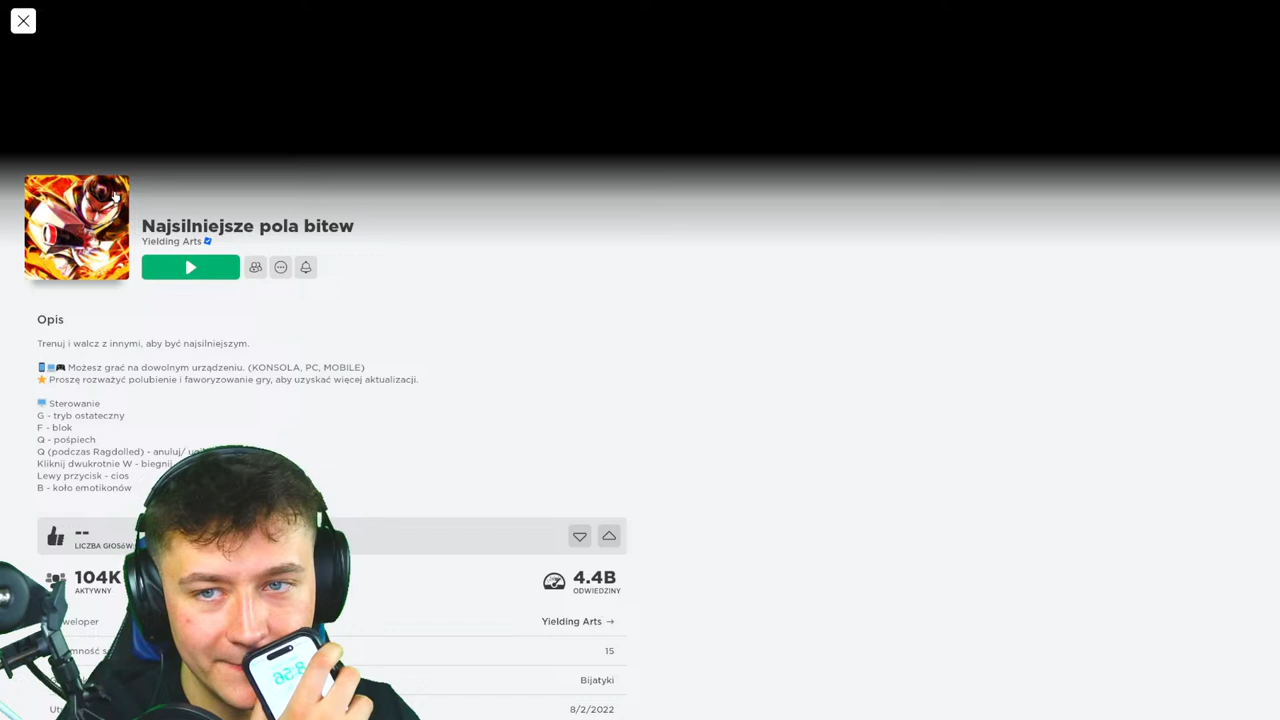 Najsilniejsze pola bitew
Yielding Arts
Opis
Trenuj i walcz z innymi, aby być najsilniejszym.
Możesz grać na dowolnym urządzeniu. (KONSOLA, PC, MOBILE)
Proszę rozważyć polubienie i faworyzowanie gry, aby uzyskać więcej aktualizacji.
Sterowanie
G - tryb ostateczny
F - blok
Q - pośpiech
Q (podczas Ragdolled) - anuluj/
Kliknij dwukrotnie W - biegnij
Lewy przycisk - cios
B - koło emotikonów
--
LICZBA GŁOSÓW:
104K
AKTYWNY
4.4B
ODWIEDZINY
Yielding Arts →
15
Bijatyki
8/2/2022